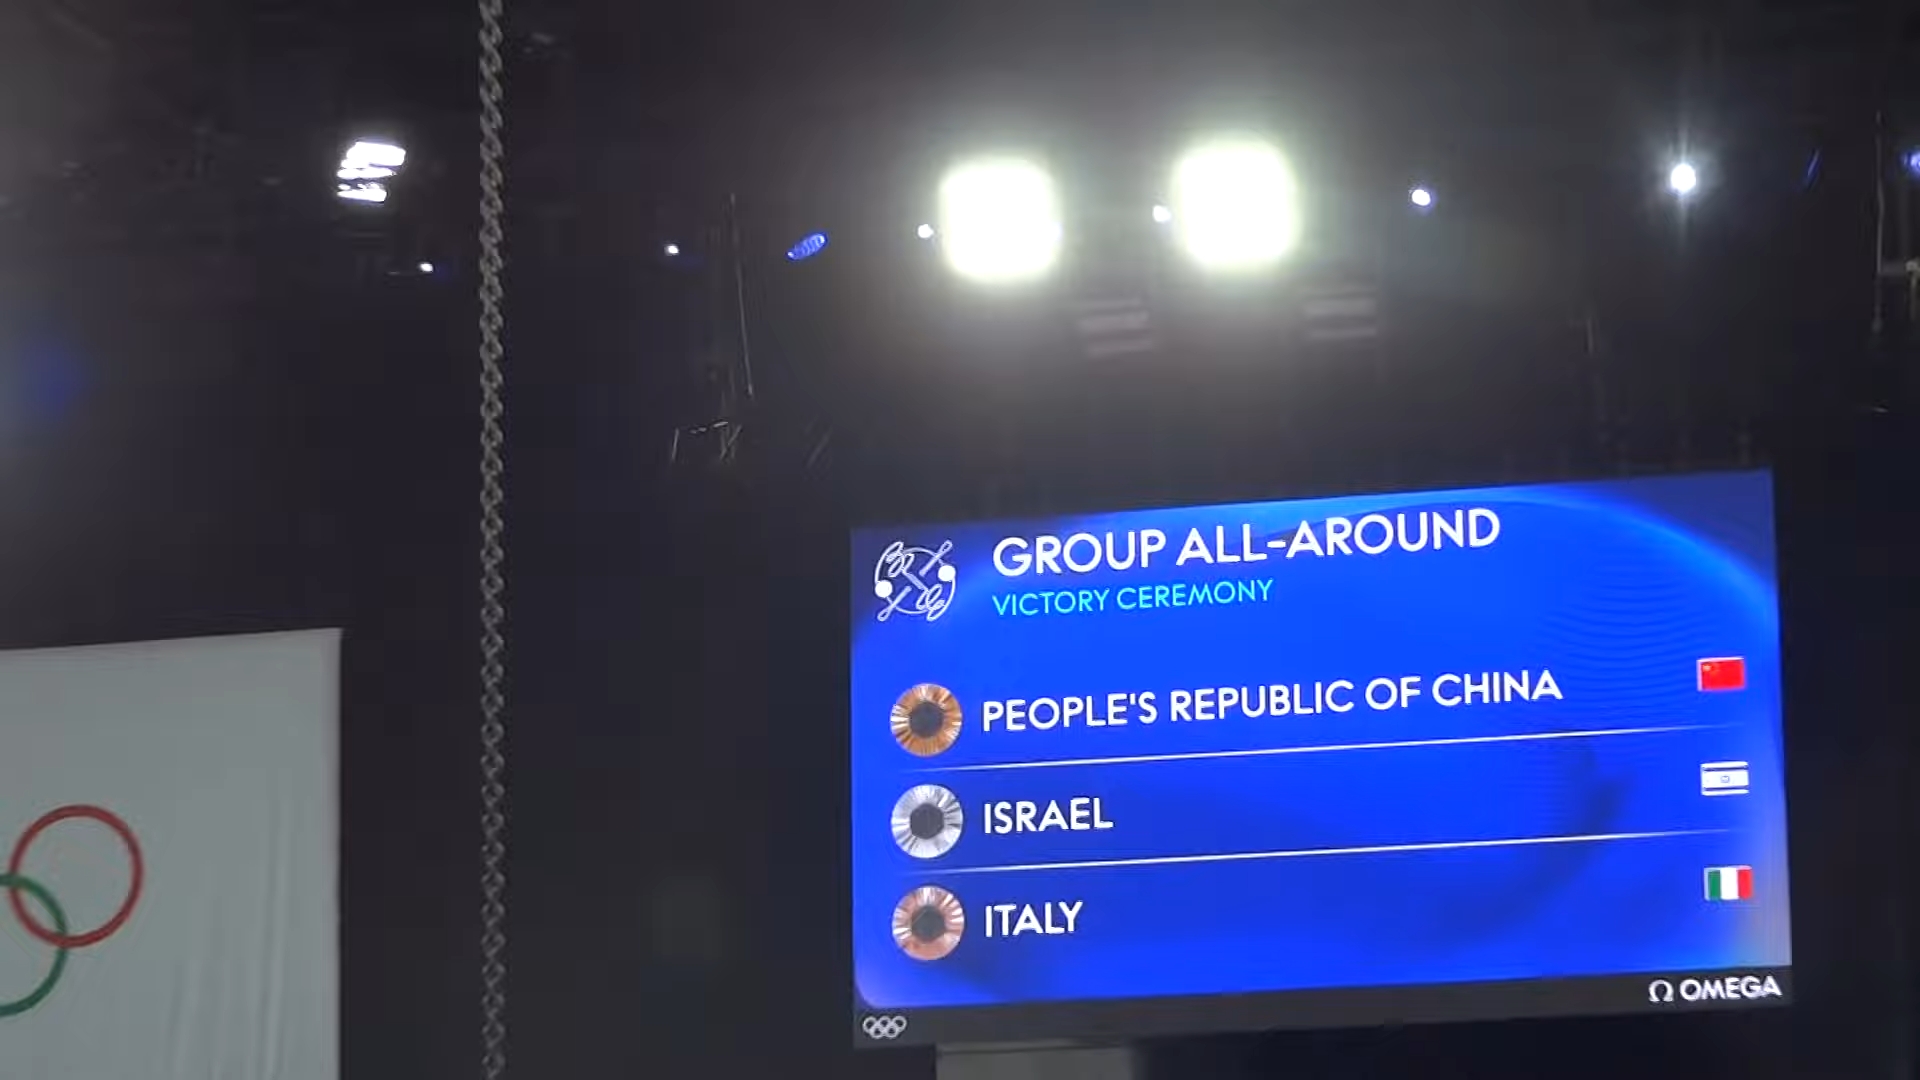 GROUP ALL-AROUND
VICTORY CEREMONY
PEOPLE'S REPUBLIC OF CHINA
ISRAEL
ITALY
Ω OMEGA